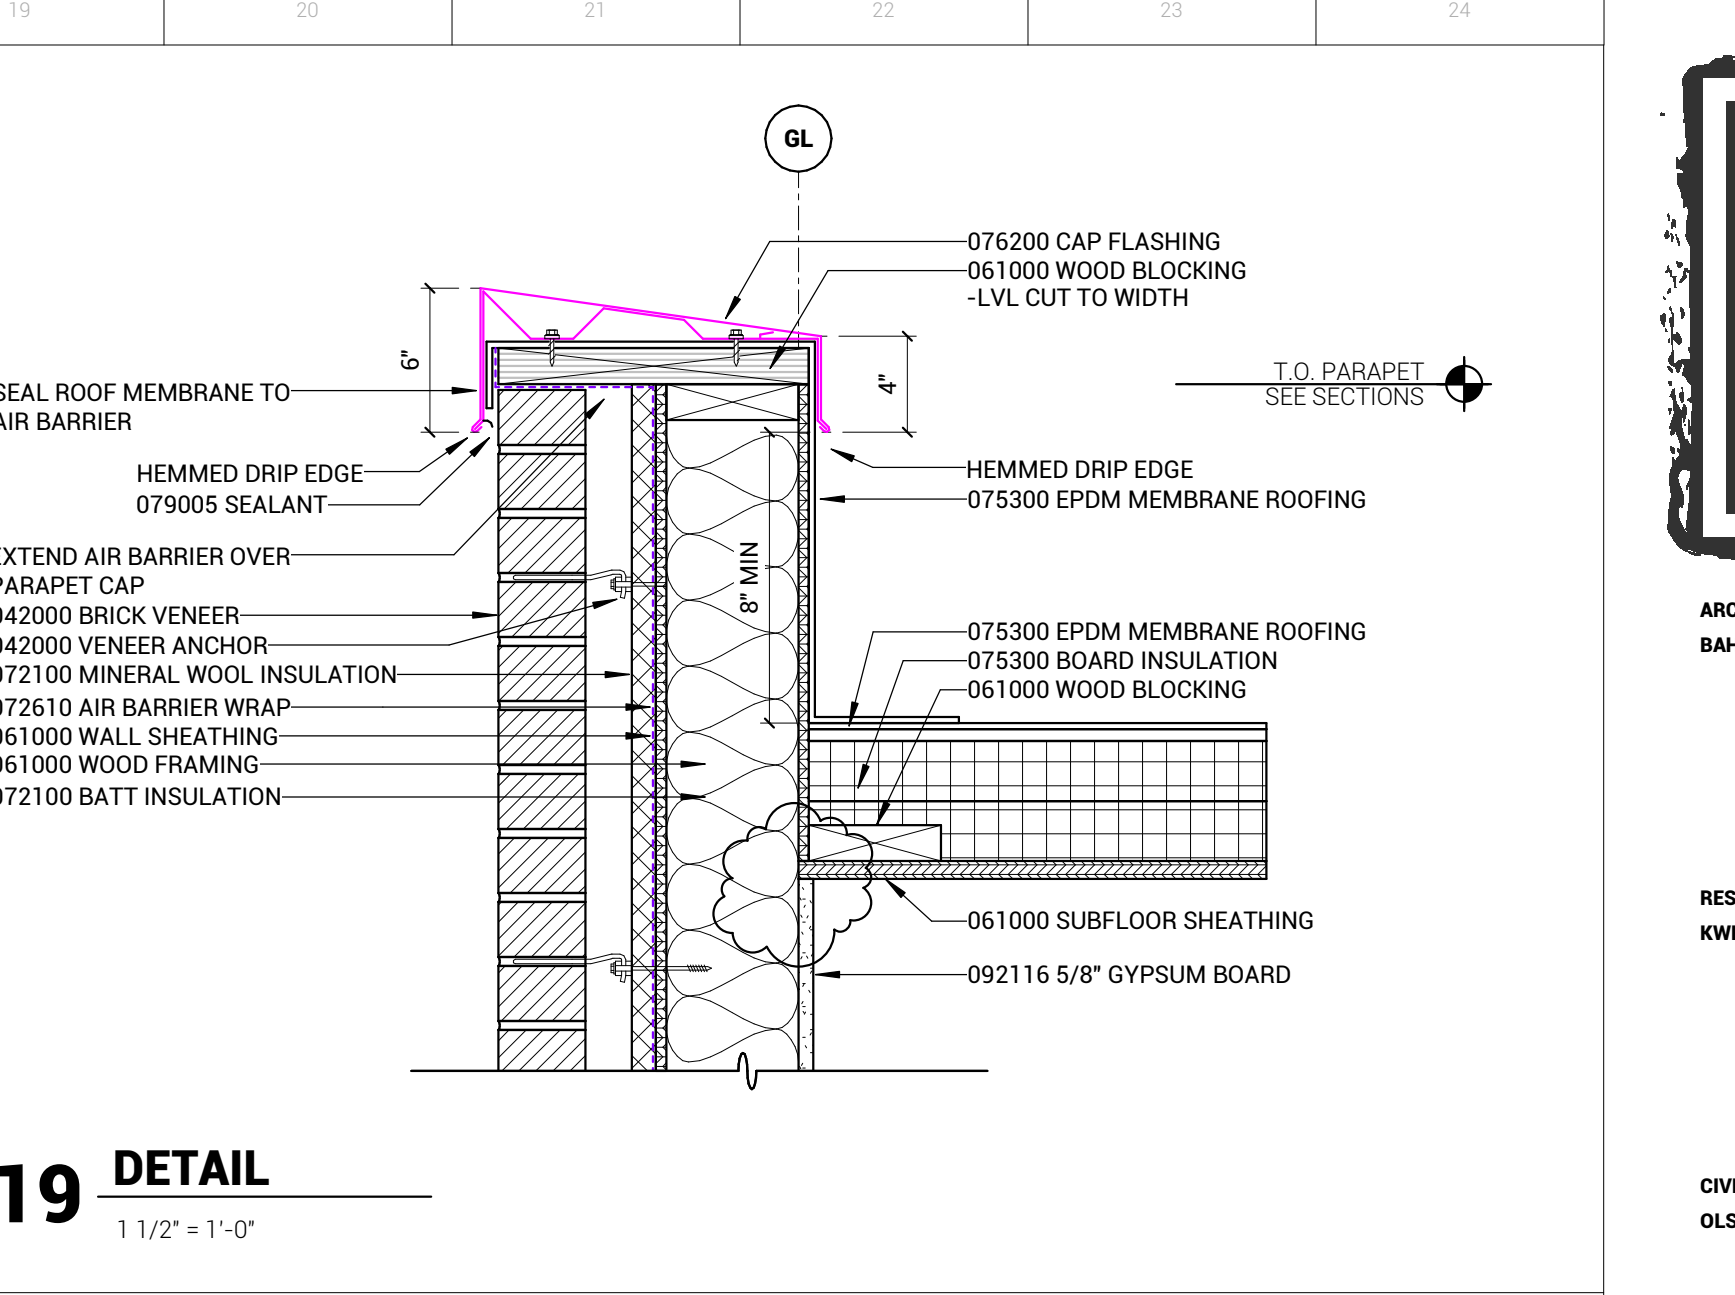 19
20
21
22
23
24
GL
076200 CAP FLASHING
061000 WOOD BLOCKING
-LVL CUT TO WIDTH
6"
4"
T.O. PARAPET
SEE SECTIONS
SEAL ROOF MEMBRANE TO
AIR BARRIER
HEMMED DRIP EDGE
079005 SEALANT
HEMMED DRIP EDGE
075300 EPDM MEMBRANE ROOFING
EXTEND AIR BARRIER OVER
PARAPET CAP
042000 BRICK VENEER
042000 VENEER ANCHOR
072100 MINERAL WOOL INSULATION
072610 AIR BARRIER WRAP
061000 WALL SHEATHING
061000 WOOD FRAMING
072100 BATT INSULATION
8" MIN
075300 EPDM MEMBRANE ROOFING
075300 BOARD INSULATION
061000 WOOD BLOCKING
061000 SUBFLOOR SHEATHING
092116 5/8" GYPSUM BOARD
19
DETAIL
1 1/2" = 1'-0"